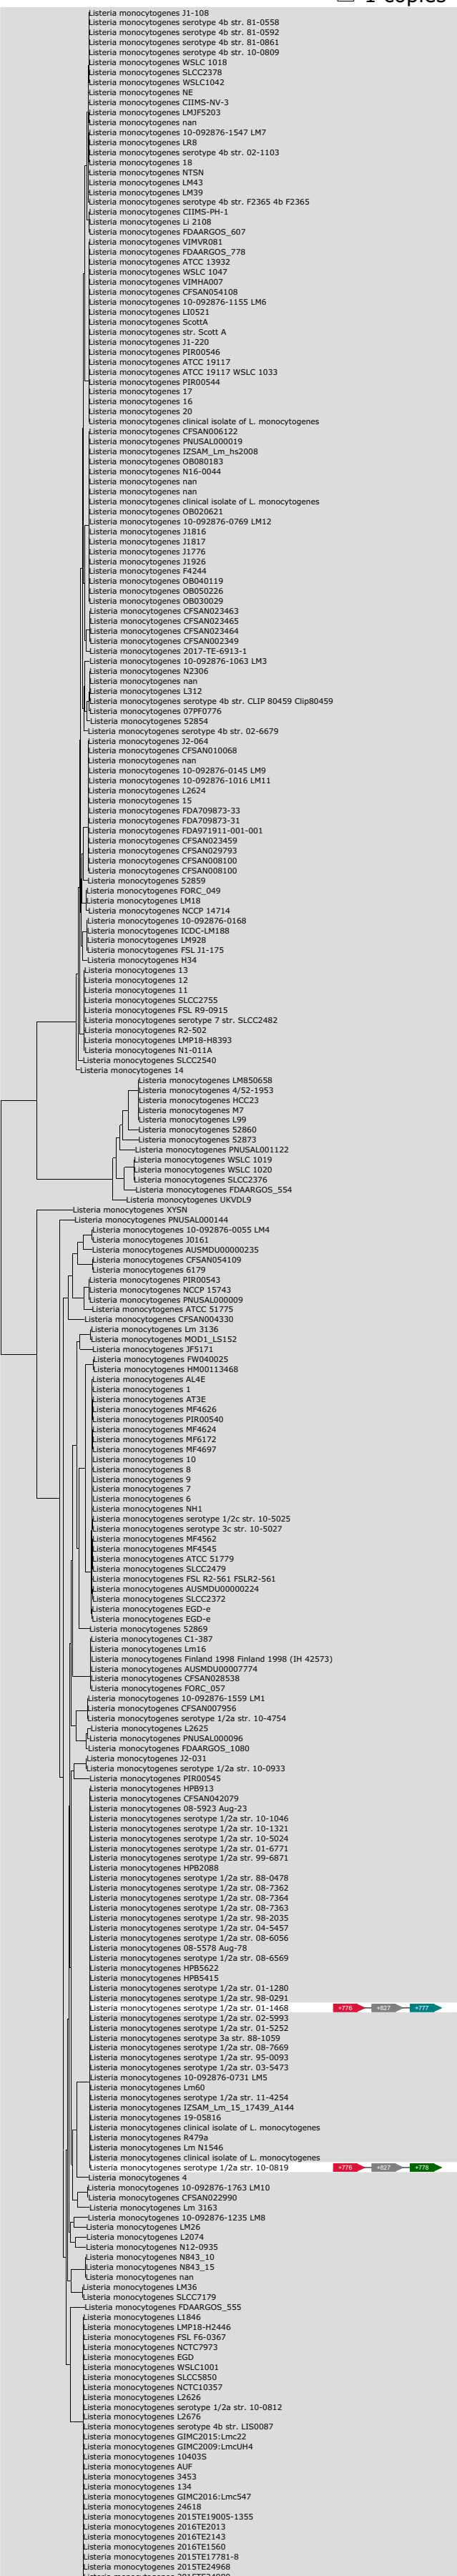 1 copies
Listeria monocytogenes J1-108
Listeria monocytogenes serotype 4b str. 81-0558
Listeria monocytogenes serotype 4b str. 81-0592
Listeria monocytogenes serotype 4b str. 81-0861
Listeria monocytogenes serotype 4b str. 10-0809
Listeria monocytogenes WSLC 1018
Listeria monocytogenes SLCC2378
Listeria monocytogenes WSLC1042
Listeria monocytogenes NE
Listeria monocytogenes CIIMS-NV-3
Listeria monocytogenes LMJF5203
Listeria monocytogenes nan
Listeria monocytogenes 10-092876-1547 LM7
Listeria monocytogenes LR8
Listeria monocytogenes serotype 4b str. 02-1103
Listeria monocytogenes 18
Listeria monocytogenes NTSN
Listeria monocytogenes LM43
Listeria monocytogenes LM39
Listeria monocytogenes serotype 4b str. F2365 4b F2365
Listeria monocytogenes CIIMS-PH-1
Listeria monocytogenes Li 2108
Listeria monocytogenes FDAARGOS_607
Listeria monocytogenes VIMVR081
Listeria monocytogenes FDAARGOS_778
Listeria monocytogenes ATCC 13932
Listeria monocytogenes WSLC 1047
Listeria monocytogenes VIMHA007
Listeria monocytogenes CFSAN054108
Listeria monocytogenes 10-092876-1155 LM6
Listeria monocytogenes LI0521
Listeria monocytogenes ScottA
Listeria monocytogenes str. Scott A
Listeria monocytogenes J1-220
Listeria monocytogenes PIR00546
Listeria monocytogenes ATCC 19117
Listeria monocytogenes ATCC 19117 WSLC 1033
Listeria monocytogenes PIR00544
Listeria monocytogenes 17
Listeria monocytogenes 16
Listeria monocytogenes 20
Listeria monocytogenes clinical isolate of L. monocytogenes
Listeria monocytogenes CFSAN006122
Listeria monocytogenes PNUSAL000019
Listeria monocytogenes IZSAM_Lm_hs2008
Listeria monocytogenes OB080183
Listeria monocytogenes N16-0044
Listeria monocytogenes nan
Listeria monocytogenes nan
Listeria monocytogenes clinical isolate of L. monocytogenes
Listeria monocytogenes OB020621
Listeria monocytogenes 10-092876-0769 LM12
Listeria monocytogenes J1816
Listeria monocytogenes J1817
Listeria monocytogenes J1776
Listeria monocytogenes J1926
Listeria monocytogenes F4244
Listeria monocytogenes OB040119
Listeria monocytogenes OB050226
Listeria monocytogenes OB030029
Listeria monocytogenes CFSAN023463
Listeria monocytogenes CFSAN023465
Listeria monocytogenes CFSAN023464
Listeria monocytogenes CFSAN002349
Listeria monocytogenes 2017-TE-6913-1
Listeria monocytogenes 10-092876-1063 LM3
Listeria monocytogenes N2306
Listeria monocytogenes nan
Listeria monocytogenes L312
Listeria monocytogenes serotype 4b str. CLIP 80459 Clip80459
Listeria monocytogenes 07PF0776
Listeria monocytogenes 52854
Listeria monocytogenes serotype 4b str. 02-6679
Listeria monocytogenes J2-064
Listeria monocytogenes CFSAN010068
Listeria monocytogenes nan
Listeria monocytogenes 10-092876-0145 LM9
Listeria monocytogenes 10-092876-1016 LM11
Listeria monocytogenes L2624
Listeria monocytogenes 15
Listeria monocytogenes FDA709873-33
Listeria monocytogenes FDA709873-31
Listeria monocytogenes FDA971911-001-001
Listeria monocytogenes CFSAN023459
Listeria monocytogenes CFSAN029793
Listeria monocytogenes CFSAN008100
Listeria monocytogenes CFSAN008100
Listeria monocytogenes 52859
Listeria monocytogenes FORC_049
Listeria monocytogenes LM18
Listeria monocytogenes NCCP 14714
Listeria monocytogenes 10-092876-0168
Listeria monocytogenes ICDC-LM188
Listeria monocytogenes LM928
Listeria monocytogenes FSL J1-175
Listeria monocytogenes H34
Listeria monocytogenes 13
Listeria monocytogenes 12
Listeria monocytogenes 11
Listeria monocytogenes SLCC2755
Listeria monocytogenes FSL R9-0915
Listeria monocytogenes serotype 7 str. SLCC2482
Listeria monocytogenes R2-502
Listeria monocytogenes LMP18-H8393
Listeria monocytogenes N1-011A
Listeria monocytogenes SLCC2540
Listeria monocytogenes 14
Listeria monocytogenes LM850658
Listeria monocytogenes 4/52-1953
Listeria monocytogenes HCC23
Listeria monocytogenes M7
Listeria monocytogenes L99
Listeria monocytogenes 52860
Listeria monocytogenes 52873
Listeria monocytogenes PNUSAL001122
Listeria monocytogenes WSLC 1019
Listeria monocytogenes WSLC 1020
Listeria monocytogenes SLCC2376
Listeria monocytogenes FDAARGOS_554
Listeria monocytogenes UKVDL9
Listeria monocytogenes XYSN
Listeria monocytogenes PNUSAL000144
Listeria monocytogenes 10-092876-0055 LM4
Listeria monocytogenes J0161
Listeria monocytogenes AUSMDU00000235
Listeria monocytogenes CFSAN054109
Listeria monocytogenes 6179
Listeria monocytogenes PIR00543
Listeria monocytogenes NCCP 15743
Listeria monocytogenes PNUSAL000009
Listeria monocytogenes ATCC 51775
Listeria monocytogenes CFSAN004330
Listeria monocytogenes Lm 3136
Listeria monocytogenes MOD1_LS152
Listeria monocytogenes JF5171
Listeria monocytogenes FW040025
Listeria monocytogenes HM00113468
Listeria monocytogenes AL4E
Listeria monocytogenes 1
Listeria monocytogenes AT3E
Listeria monocytogenes MF4626
Listeria monocytogenes PIR00540
Listeria monocytogenes MF4624
Listeria monocytogenes MF6172
Listeria monocytogenes MF4697
Listeria monocytogenes 10
Listeria monocytogenes 8
Listeria monocytogenes 9
Listeria monocytogenes 7
Listeria monocytogenes 6
Listeria monocytogenes NH1
Listeria monocytogenes serotype 1/2c str. 10-5025
Listeria monocytogenes serotype 3c str. 10-5027
Listeria monocytogenes MF4562
Listeria monocytogenes MF4545
Listeria monocytogenes ATCC 51779
Listeria monocytogenes SLCC2479
Listeria monocytogenes FSL R2-561 FSLR2-561
Listeria monocytogenes AUSMDU00000224
Listeria monocytogenes SLCC2372
Listeria monocytogenes EGD-e
Listeria monocytogenes EGD-e
Listeria monocytogenes 52869
Listeria monocytogenes C1-387
Listeria monocytogenes Lm16
Listeria monocytogenes Finland 1998 Finland 1998 (IH 42573)
Listeria monocytogenes AUSMDU00007774
Listeria monocytogenes CFSAN028538
Listeria monocytogenes FORC_057
Listeria monocytogenes 10-092876-1559 LM1
Listeria monocytogenes CFSAN007956
Listeria monocytogenes serotype 1/2a str. 10-4754
Listeria monocytogenes L2625
Listeria monocytogenes PNUSAL000096
Listeria monocytogenes FDAARGOS_1080
Listeria monocytogenes J2-031
Listeria monocytogenes serotype 1/2a str. 10-0933
Listeria monocytogenes PIR00545
Listeria monocytogenes HPB913
Listeria monocytogenes CFSAN042079
Listeria monocytogenes 08-5923 Aug-23
Listeria monocytogenes serotype 1/2a str. 10-1046
Listeria monocytogenes serotype 1/2a str. 10-1321
Listeria monocytogenes serotype 1/2a str. 10-5024
Listeria monocytogenes serotype 1/2a str. 01-6771
Listeria monocytogenes serotype 1/2a str. 99-6871
Listeria monocytogenes HPB2088
Listeria monocytogenes serotype 1/2a str. 88-0478
Listeria monocytogenes serotype 1/2a str. 08-7362
Listeria monocytogenes serotype 1/2a str. 08-7364
Listeria monocytogenes serotype 1/2a str. 08-7363
Listeria monocytogenes serotype 1/2a str. 98-2035
Listeria monocytogenes serotype 1/2a str. 04-5457
Listeria monocytogenes serotype 1/2a str. 08-6056
Listeria monocytogenes 08-5578 Aug-78
Listeria monocytogenes serotype 1/2a str. 08-6569
Listeria monocytogenes HPB5622
Listeria monocytogenes HPB5415
Listeria monocytogenes serotype 1/2a str. 01-1280
Listeria monocytogenes serotype 1/2a str. 98-0291
Listeria monocytogenes serotype 1/2a str. 01-1468 +776 +827 +777
Listeria monocytogenes serotype 1/2a str. 02-5993
Listeria monocytogenes serotype 1/2a str. 01-5252
Listeria monocytogenes serotype 3a str. 88-1059
Listeria monocytogenes serotype 1/2a str. 08-7669
Listeria monocytogenes serotype 1/2a str. 95-0093
Listeria monocytogenes serotype 1/2a str. 03-5473
Listeria monocytogenes 10-092876-0731 LM5
Listeria monocytogenes Lm60
Listeria monocytogenes serotype 1/2a str. 11-4254
Listeria monocytogenes IZSAM_Lm_15_17439_A144
Listeria monocytogenes 19-05816
Listeria monocytogenes clinical isolate of L. monocytogenes
Listeria monocytogenes R479a
Listeria monocytogenes Lm N1546
Listeria monocytogenes clinical isolate of L. monocytogenes
Listeria monocytogenes serotype 1/2a str. 10-0819 +776 +827 +778
Listeria monocytogenes 4
Listeria monocytogenes 10-092876-1763 LM10
Listeria monocytogenes CFSAN022990
Listeria monocytogenes Lm 3163
Listeria monocytogenes 10-092876-1235 LM8
Listeria monocytogenes LM26
Listeria monocytogenes L2074
Listeria monocytogenes N12-0935
Listeria monocytogenes N843_10
Listeria monocytogenes N843_15
Listeria monocytogenes nan
Listeria monocytogenes LM36
Listeria monocytogenes SLCC7179
Listeria monocytogenes FDAARGOS_555
Listeria monocytogenes L1846
Listeria monocytogenes LMP18-H2446
Listeria monocytogenes FSL F6-0367
Listeria monocytogenes NCTC7973
Listeria monocytogenes EGD
Listeria monocytogenes WSLC1001
Listeria monocytogenes SLCC5850
Listeria monocytogenes NCTC10357
Listeria monocytogenes L2626
Listeria monocytogenes serotype 1/2a str. 10-0812
Listeria monocytogenes L2676
Listeria monocytogenes serotype 4b str. LIS0087
Listeria monocytogenes GIMC2015:Lmc22
Listeria monocytogenes GIMC2009:LmcUH4
Listeria monocytogenes 10403S
Listeria monocytogenes AUF
Listeria monocytogenes 3453
Listeria monocytogenes 134
Listeria monocytogenes GIMC2016:Lmc547
Listeria monocytogenes 24618
Listeria monocytogenes 2015TE19005-1355
Listeria monocytogenes 2016TE2013
Listeria monocytogenes 2016TE2143
Listeria monocytogenes 2016TE1560
Listeria monocytogenes 2015TE17781-8
Listeria monocytogenes 2015TE24968